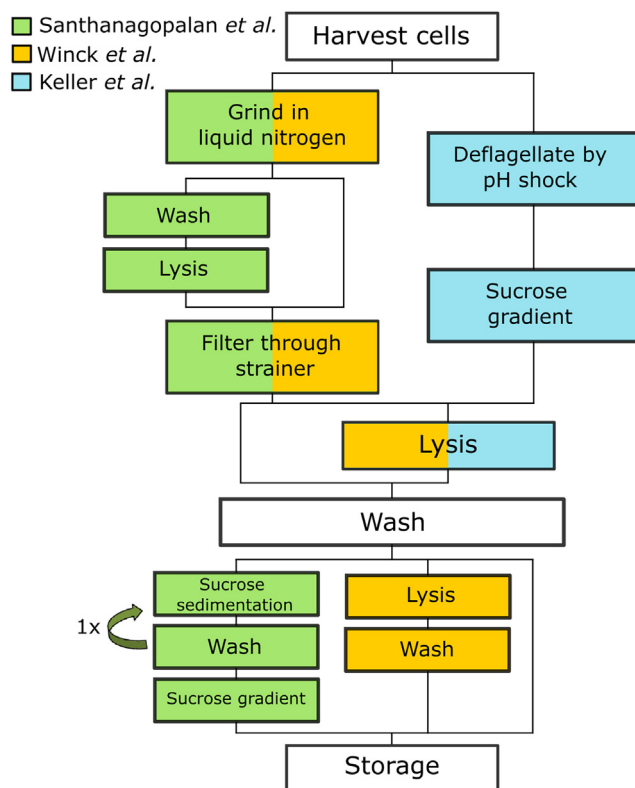 Santhanagopalan et al.
Winck et al.
Keller et al.
Harvest cells
Grind in
liquid nitrogen
Deflagellate by
pH shock
Wash
Lysis
Sucrose
gradient
Filter through
strainer
Lysis
Wash
Sucrose
sedimentation
Lysis
1x
Wash
Wash
Sucrose gradient
Storage